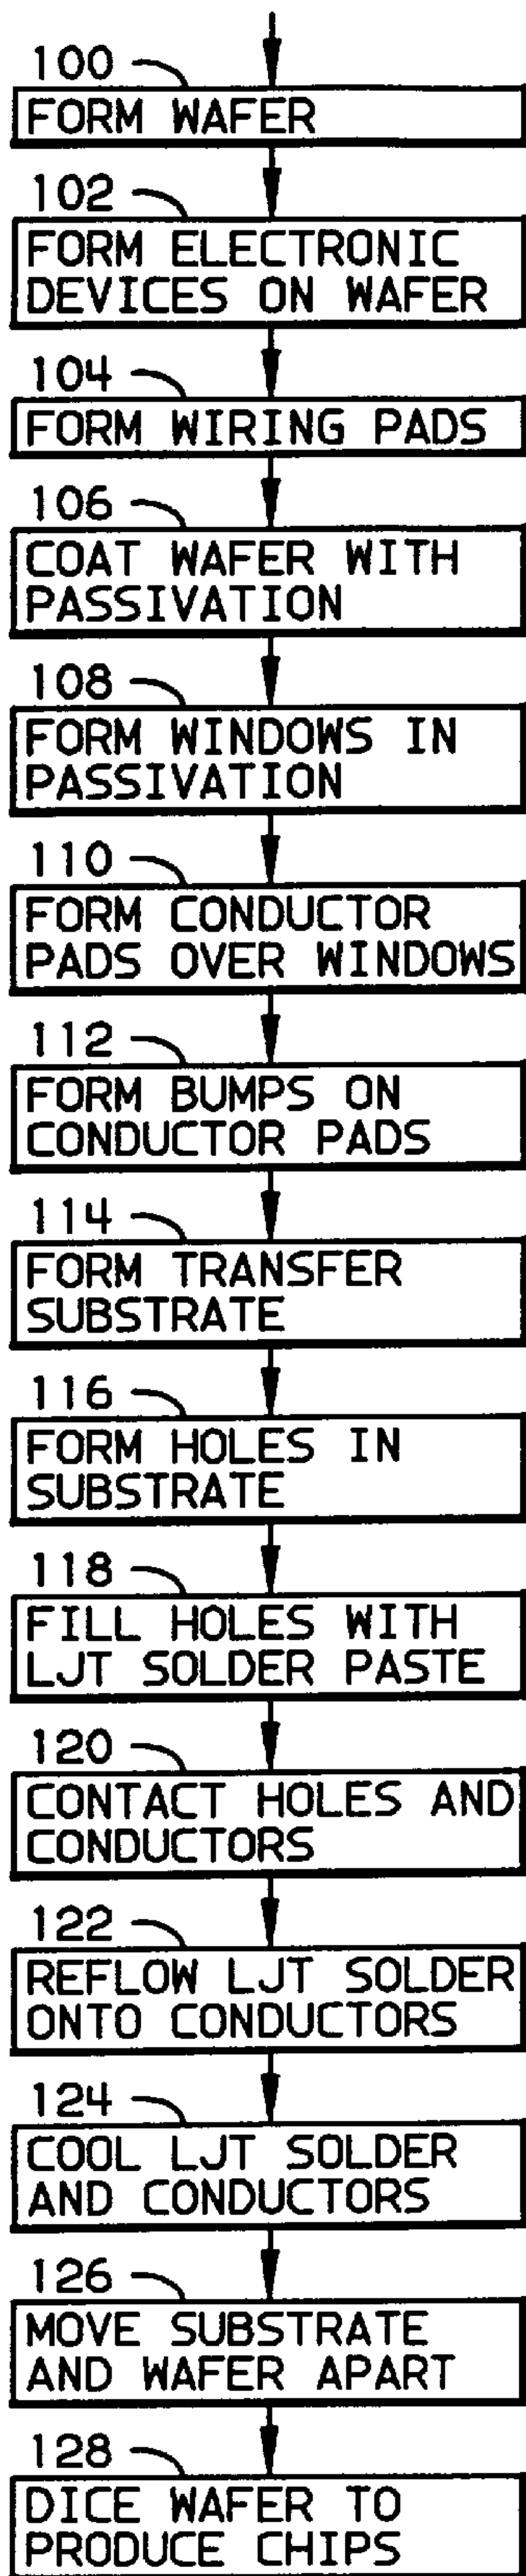 100
FORM WAFER
102
FORM ELECTRONIC
DEVICES ON WAFER
104
FORM WIRING PADS
106
COAT WAFER WITH
PASSIVATION
108
FORM WINDOWS IN
PASSIVATION
110
FORM CONDUCTOR
PADS OVER WINDOWS
112
FORM BUMPS ON
CONDUCTOR PADS
114
FORM TRANSFER
SUBSTRATE
116
FORM HOLES IN
SUBSTRATE
118
FILL HOLES WITH
LJT SOLDER PASTE
120
CONTACT HOLES AND
CONDUCTORS
122
REFLOW LJT SOLDER
ONTO CONDUCTORS
124
COOL LJT SOLDER
AND CONDUCTORS
126
MOVE SUBSTRATE
AND WAFER APART
128
DICE WAFER TO
PRODUCE CHIPS